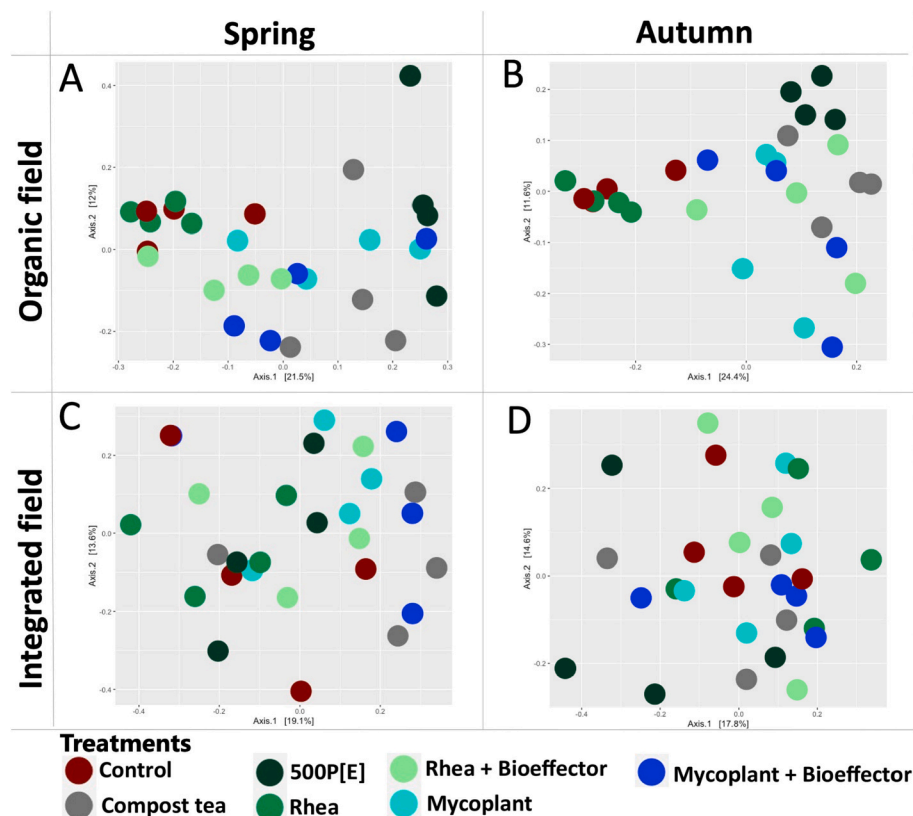 Spring
Autumn
Organic field
A
0.4
0.2
0.0
-0.2
Axis.2 [12%]
-0.3
-0.2
-0.1
0.0
0.1
0.2
0.3
Axis.1 [21.5%]
B
0.2
0.1
0.0
-0.1
-0.2
-0.3
Axis.2 [11.6%]
-0.2
0.0
0.2
Axis.1 [24.4%]
Integrated field
C
0.2
0.0
-0.2
-0.4
Axis.2 [13.6%]
-0.4
-0.2
0.0
0.2
Axis.1 [19.1%]
D
0.2
0.0
-0.2
Axis.2 [14.6%]
-0.4
-0.2
0.0
0.2
Axis.1 [17.8%]
Treatments
Control
500P[E]
Rhea + Bioeffector
Mycoplant + Bioeffector
Compost tea
Rhea
Mycoplant